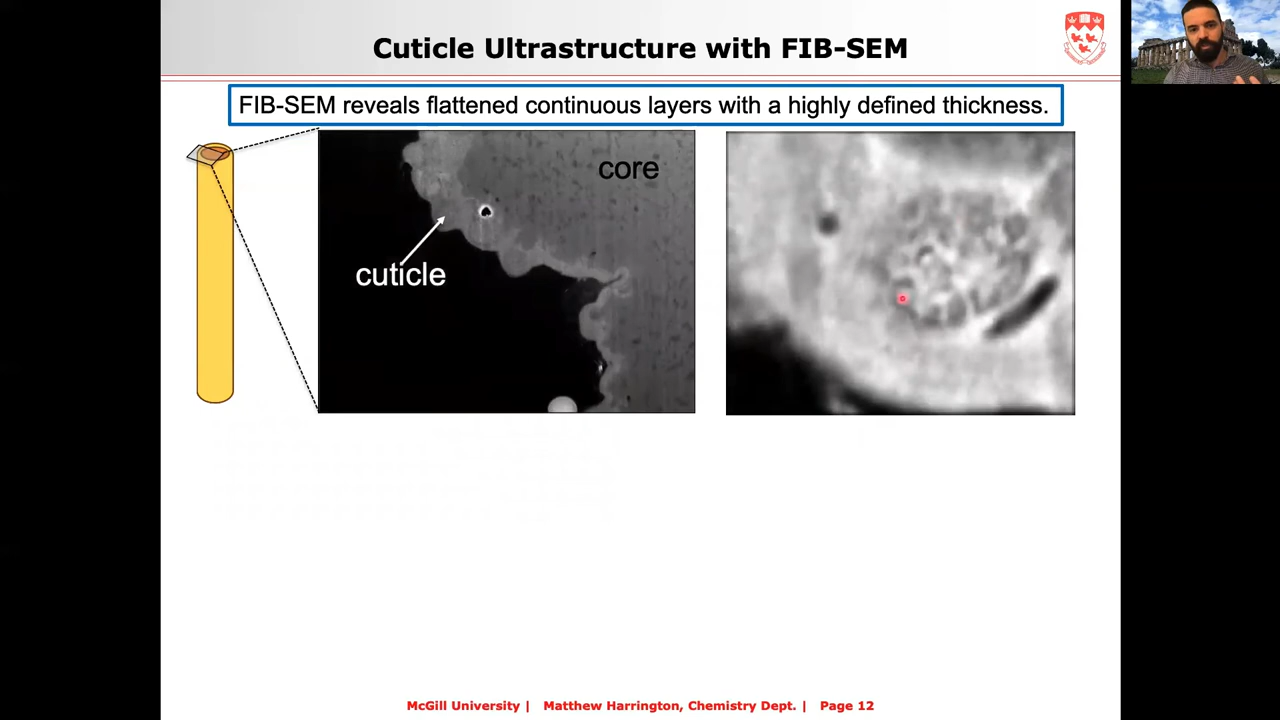 Cuticle Ultrastructure with FIB-SEM
FIB-SEM reveals flattened continuous layers with a highly defined thickness.
core
cuticle
McGill University | Matthew Harrington, Chemistry Dept. | Page 12